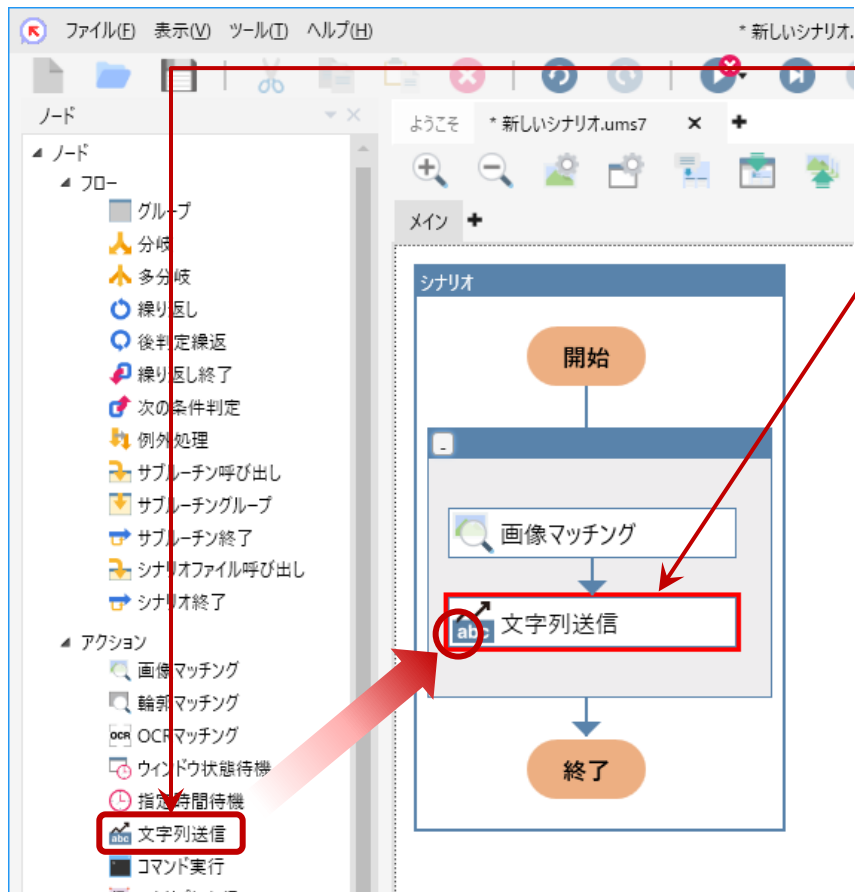 ファイル(F) 表示(V) ツール(T) ヘルプ(H)
* 新しいシナリオ.
ノード
ノード
フロー
グループ
分岐
多分岐
繰り返し
後判定繰返
繰り返し終了
次の条件判定
例外処理
サブルーチン呼び出し
サブルーチングループ
サブルーチン終了
シナリオファイル呼び出し
シナリオ終了
アクション
画像マッチング
輪郭マッチング
OCR OCRマッチング
ウィンドウ状態待機
指定時間待機
abc 文字列送信
コマンド実行
ようこそ * 新しいシナリオ.ums7
メイン
シナリオ
開始
画像マッチング
abc 文字列送信
終了